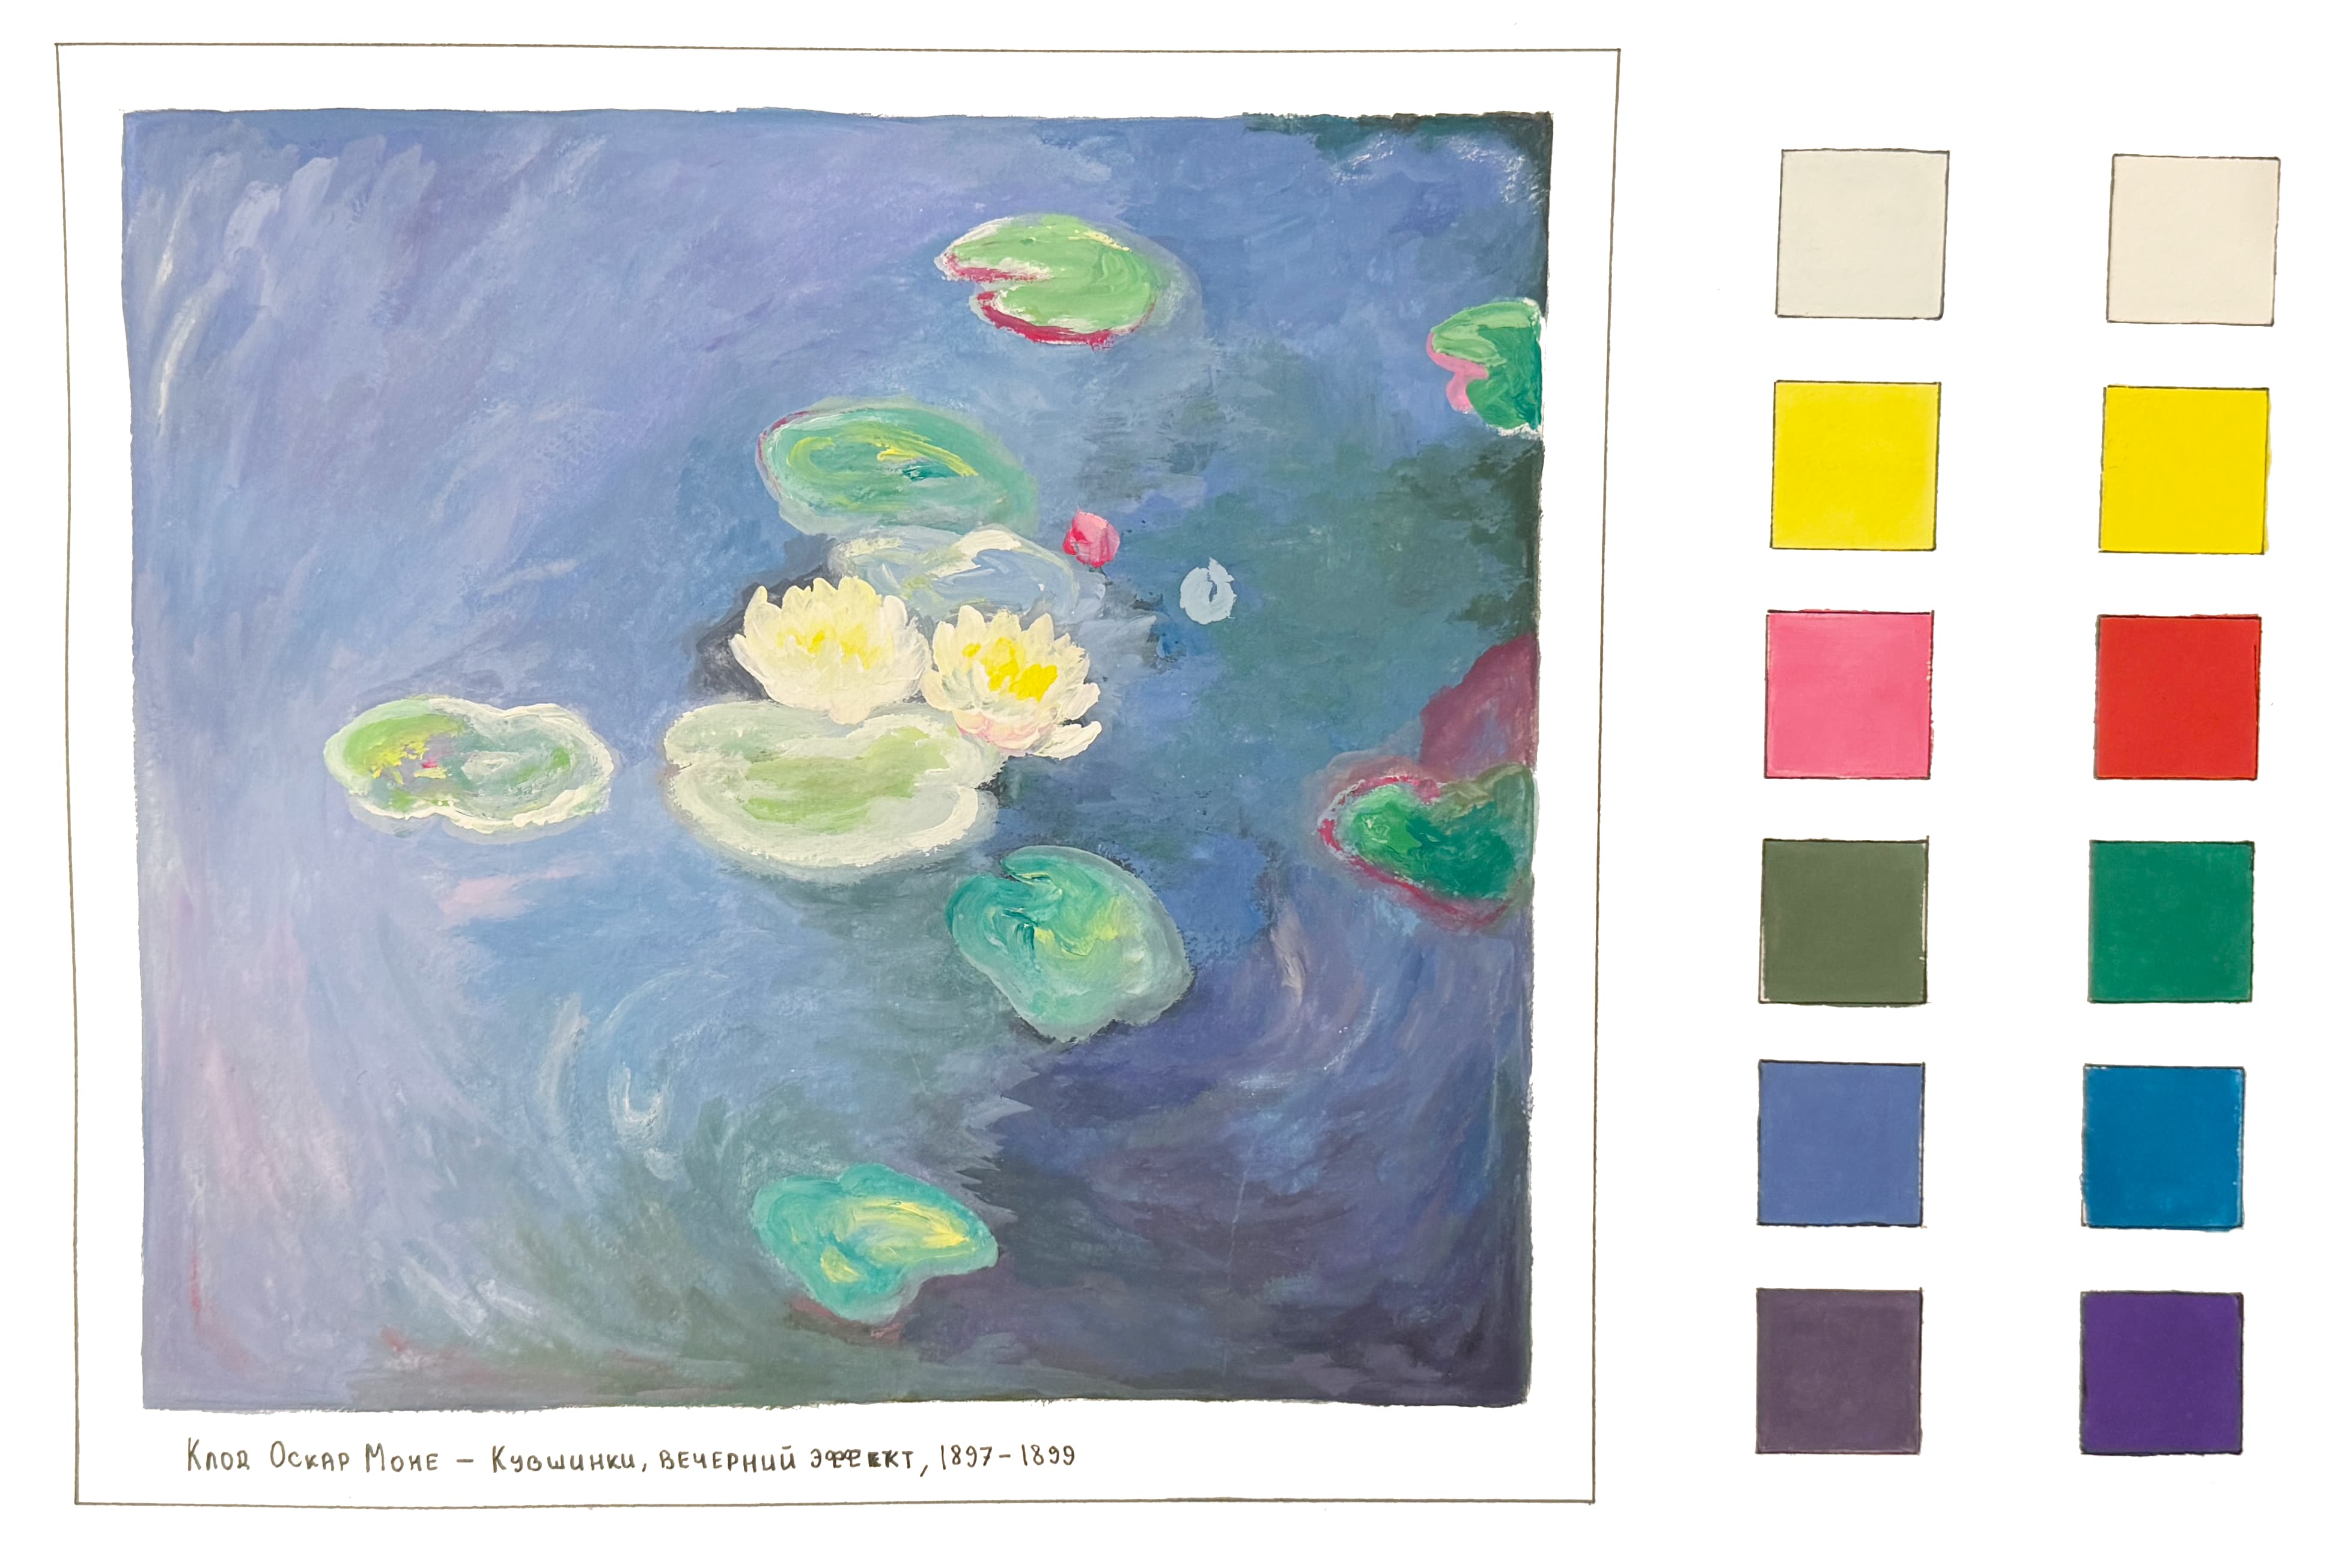 Клод Оскар Моне – Кувшинки, вечерний эффект, 1897-1899